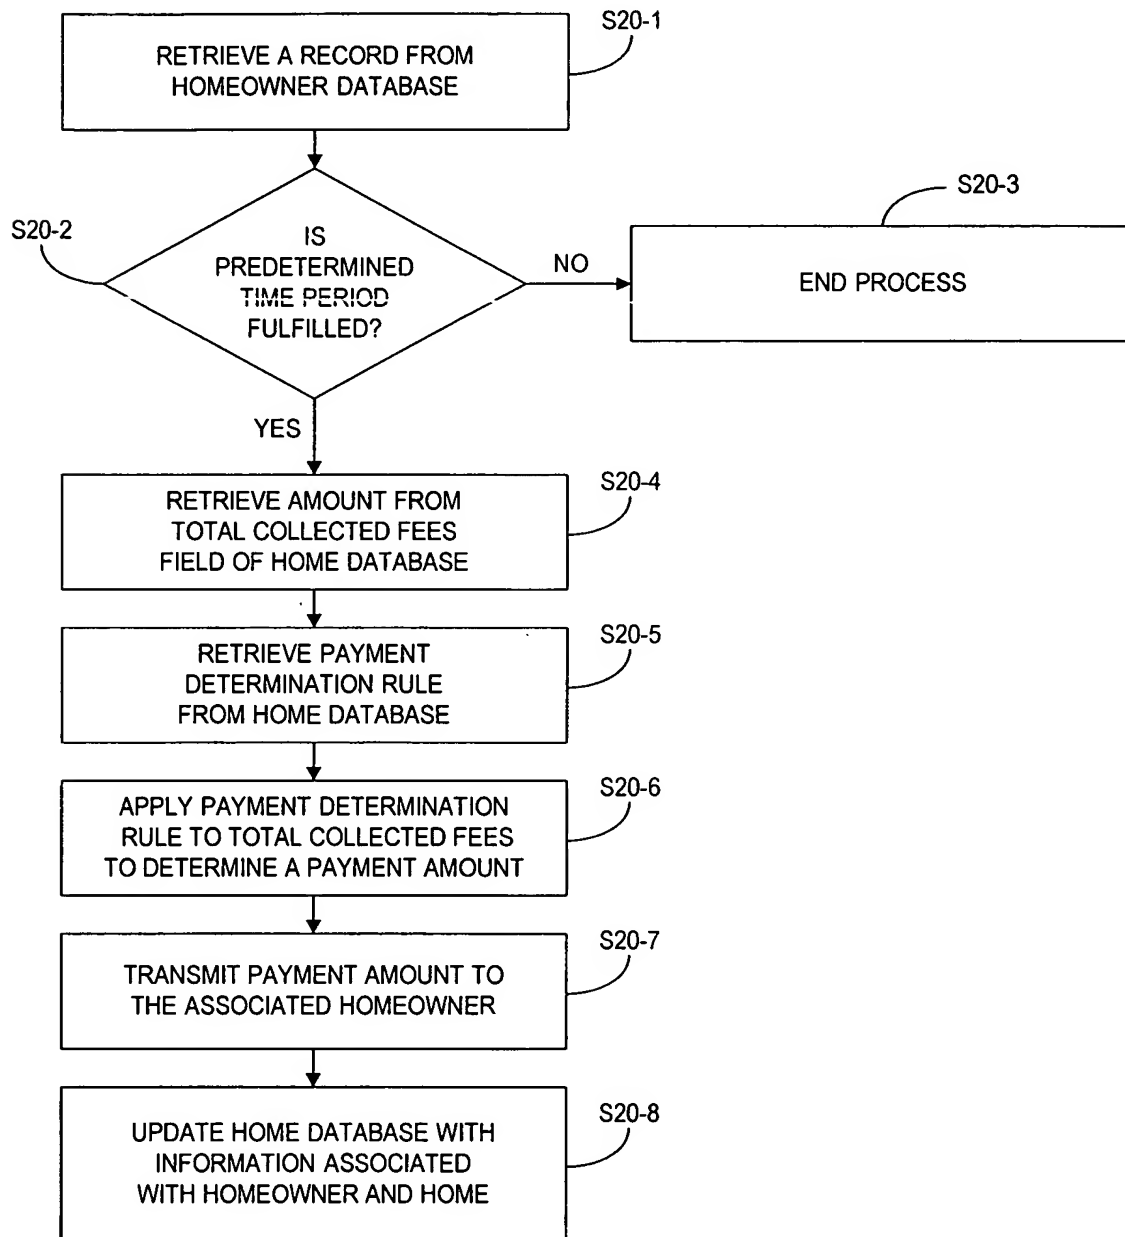 S20-1
RETRIEVE A RECORD FROM
HOMEOWNER DATABASE
S20-2
IS
PREDETERMINED
TIME PERIOD
FULFILLED?
NO
S20-3
END PROCESS
YES
S20-4
RETRIEVE AMOUNT FROM
TOTAL COLLECTED FEES
FIELD OF HOME DATABASE
S20-5
RETRIEVE PAYMENT
DETERMINATION RULE
FROM HOME DATABASE
S20-6
APPLY PAYMENT DETERMINATION
RULE TO TOTAL COLLECTED FEES
TO DETERMINE A PAYMENT AMOUNT
S20-7
TRANSMIT PAYMENT AMOUNT TO
THE ASSOCIATED HOMEOWNER
S20-8
UPDATE HOME DATABASE WITH
INFORMATION ASSOCIATED
WITH HOMEOWNER AND HOME